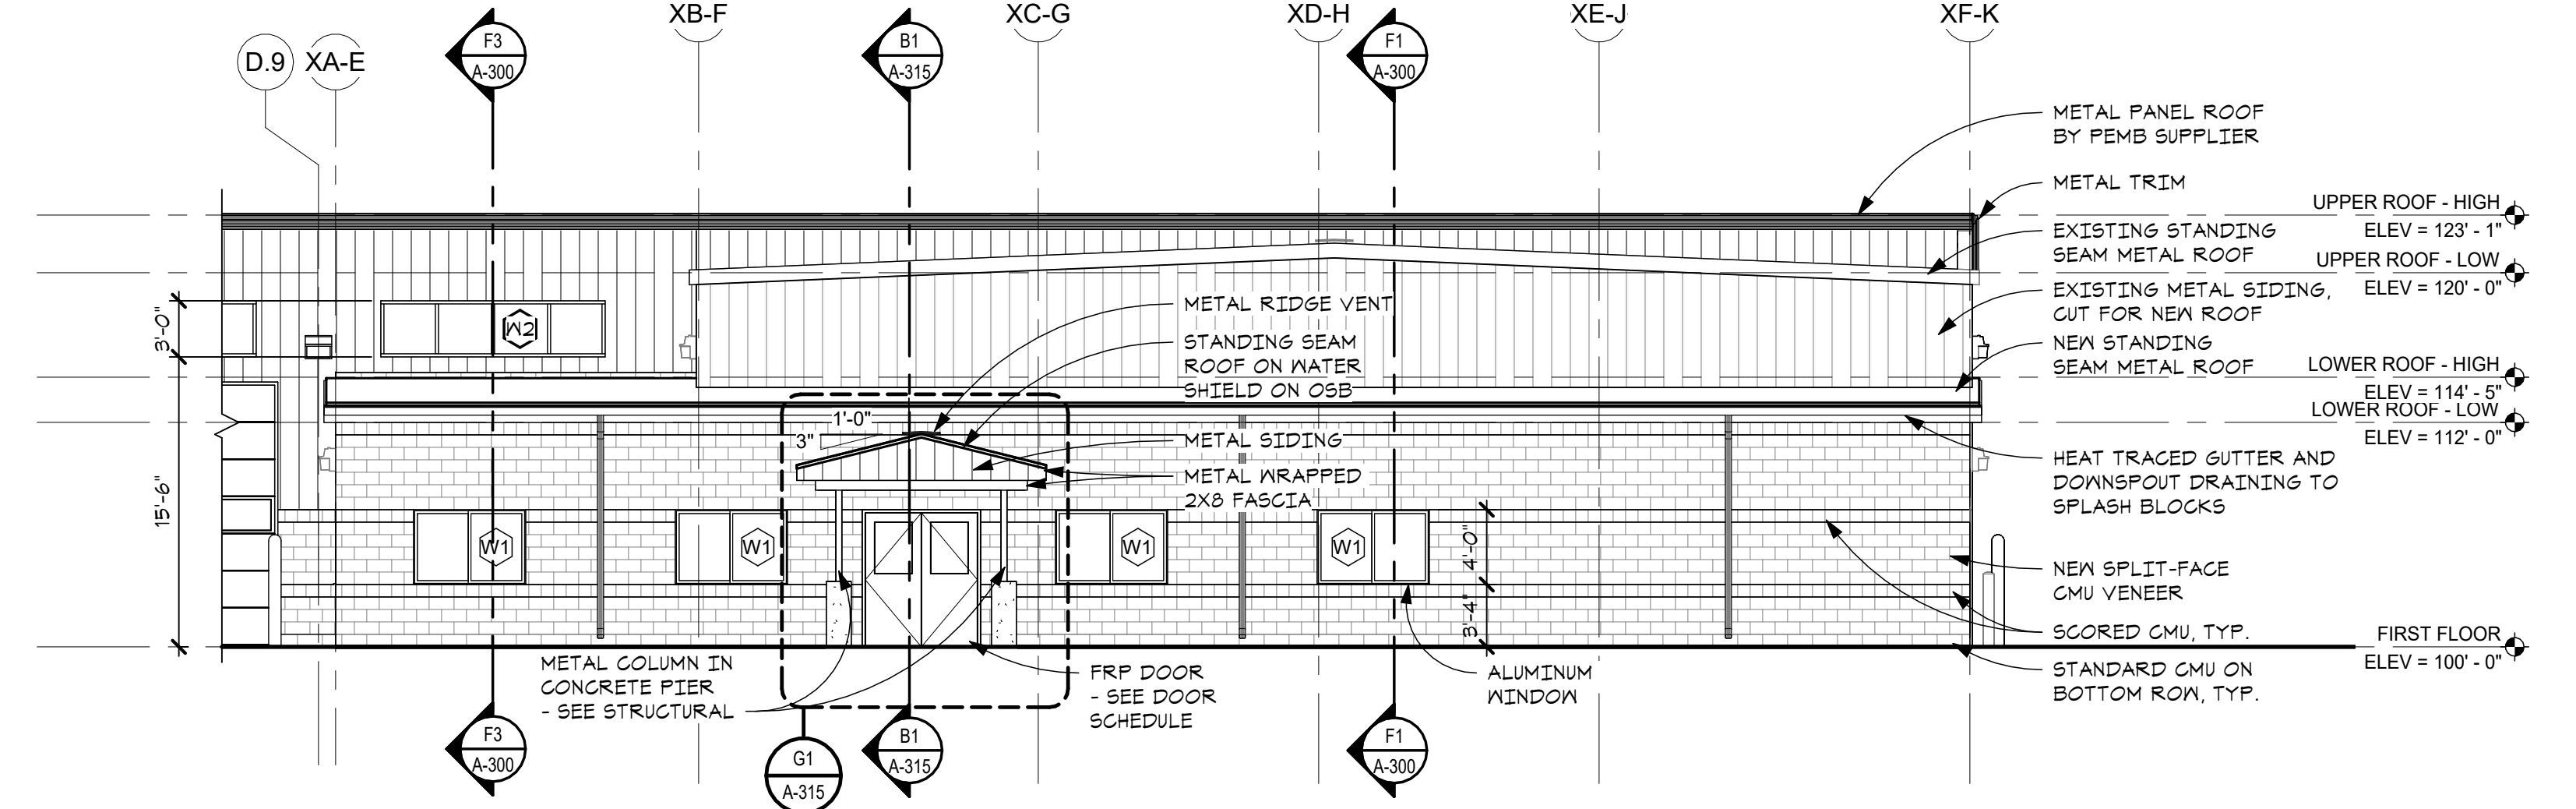 XB-F
XC-G
XD-H
XE-J
XF-K
D.9
XA-E
F3
A-300
B1
A-315
F1
A-300
METAL PANEL ROOF
BY PEMB SUPPLIER
METAL TRIM
UPPER ROOF - HIGH
ELEV = 123' - 1"
EXISTING STANDING
SEAM METAL ROOF
UPPER ROOF - LOW
ELEV = 120' - 0"
EXISTING METAL SIDING,
CUT FOR NEW ROOF
NEW STANDING
SEAM METAL ROOF
LOWER ROOF - HIGH
ELEV = 114' - 5"
LOWER ROOF - LOW
ELEV = 112' - 0"
HEAT TRACED GUTTER AND
DOWNSPOUT DRAINING TO
SPLASH BLOCKS
NEW SPLIT-FACE
CMU VENEER
SCORED CMU, TYP.
FIRST FLOOR
ELEV = 100' - 0"
STANDARD CMU ON
BOTTOM ROW, TYP.
3'-0"
W2
METAL RIDGE VENT
STANDING SEAM
ROOF ON WATER
SHIELD ON OSB
1'-0"
3"
METAL SIDING
METAL WRAPPED
2X8 FASCIA
15'-6"
W1
W1
W1
W1
4'-0"
3'-4"
METAL COLUMN IN
CONCRETE PIER
- SEE STRUCTURAL
FRP DOOR
- SEE DOOR
SCHEDULE
ALUMINUM
WINDOW
F3
A-300
G1
A-315
B1
A-315
F1
A-300